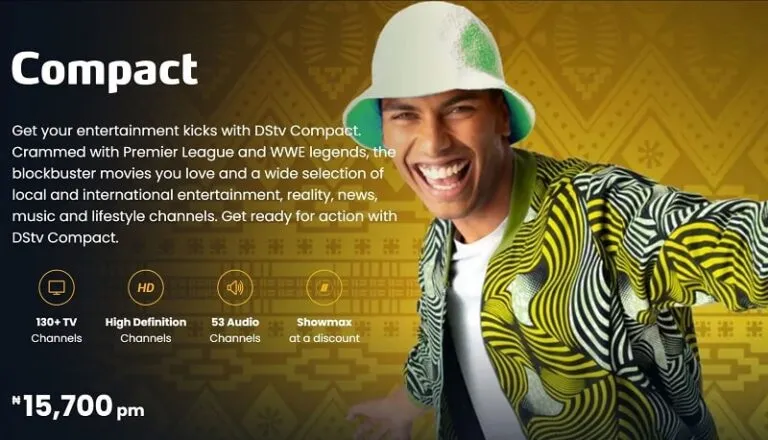 Compact
Get your entertainment kicks with DStv Compact.
Crammed with Premier League and WWE legends, the
blockbuster movies you love and a wide selection of
local and international entertainment, reality, news,
music and lifestyle channels. Get ready for action with
DStv Compact.
HD
130+ TV
Channels
High Definition
Channels
53 Audio
Channels
Showmax
at a discount
₦15,700 pm